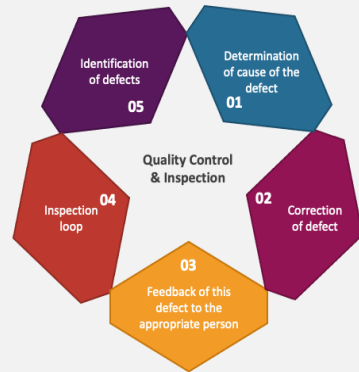 Identification
of defects
05
Determination
of cause of the
defect
01
Quality Control
& Inspection
04
Inspection
loop
02
Correction
of defect
03
Feedback of this
defect to the
appropriate person